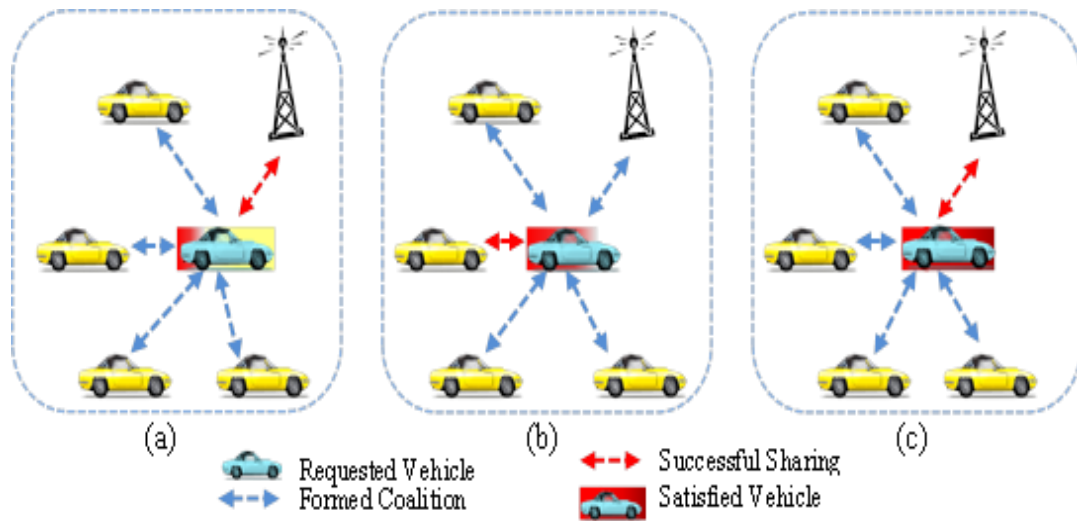 (a) (b) (c)
Requested Vehicle Successful Sharing
Formed Coalition Satisfied Vehicle